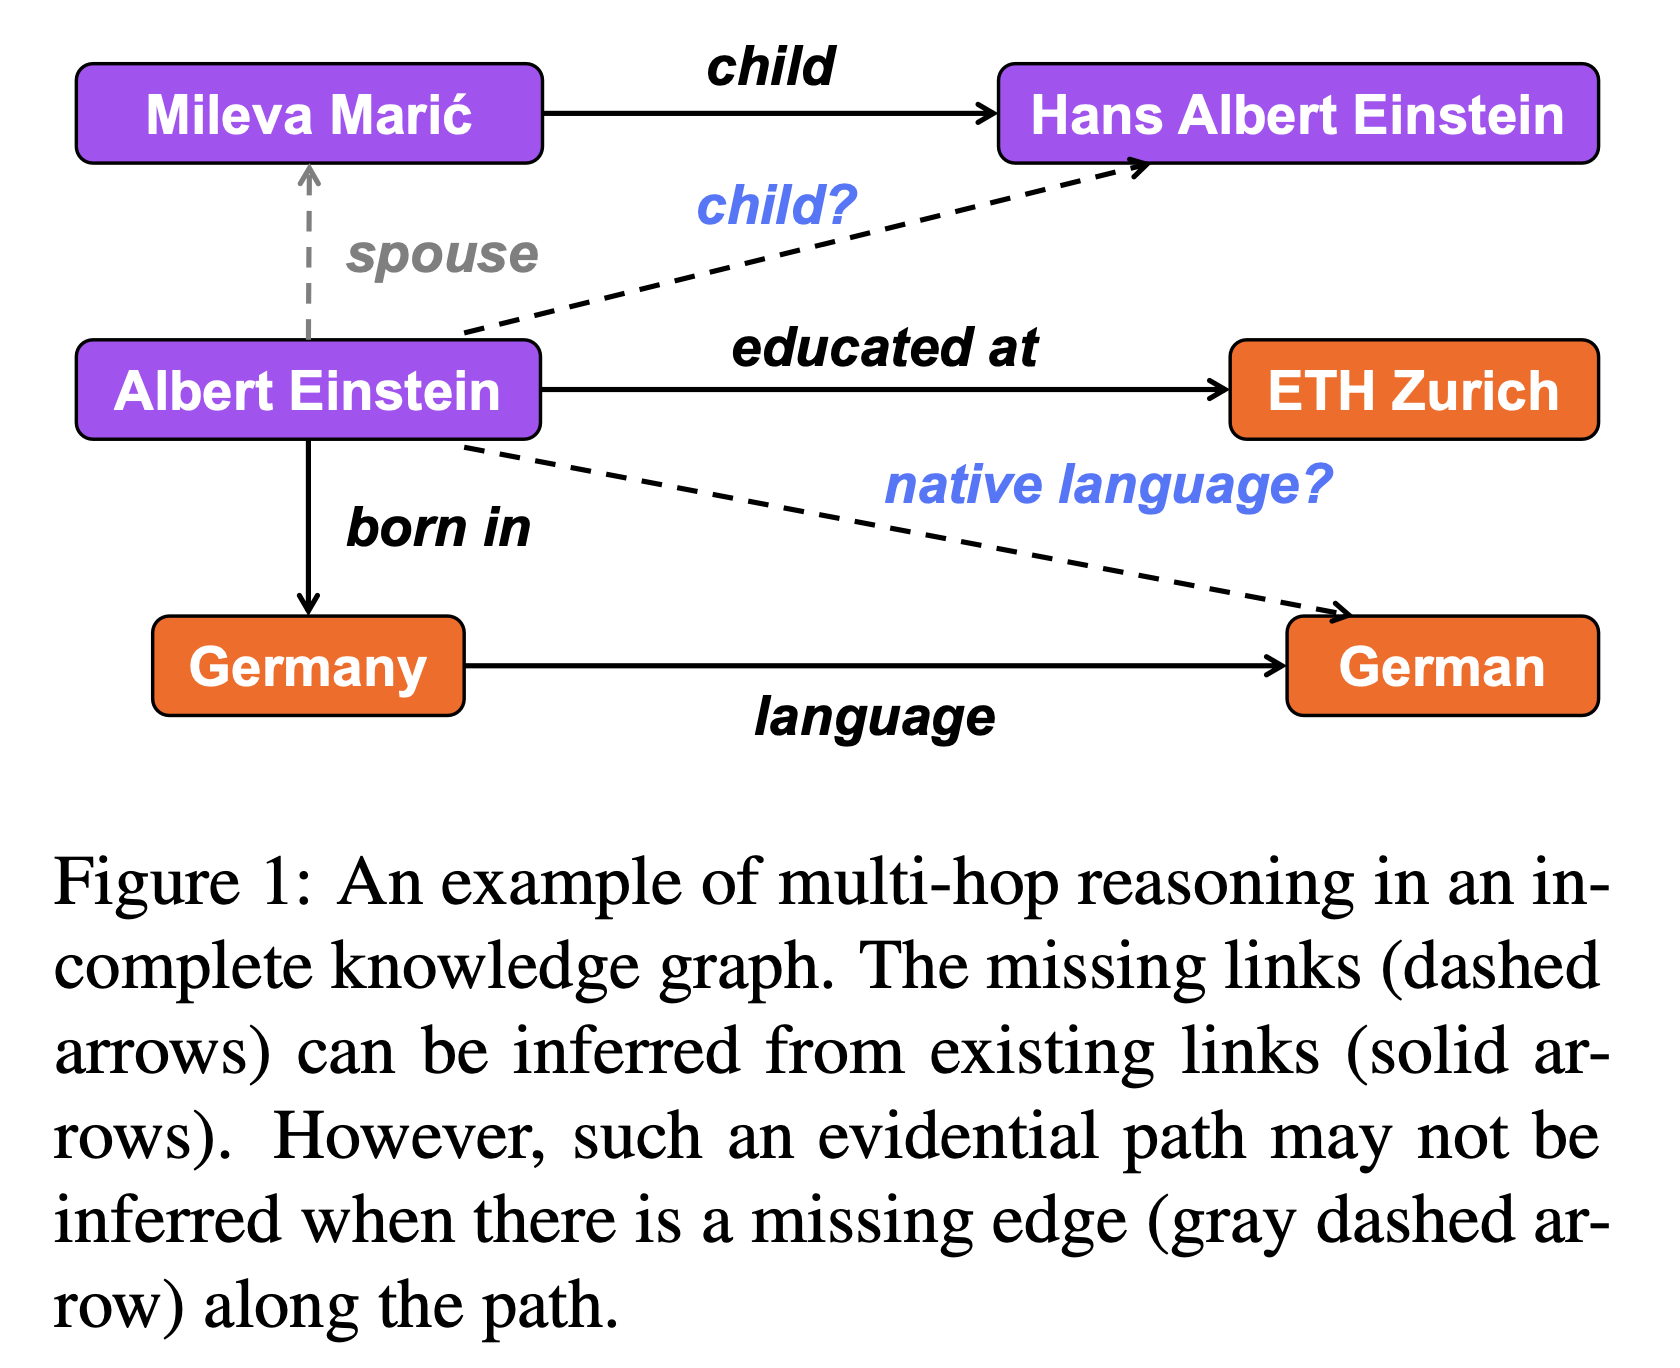 child
Mileva Marić
Hans Albert Einstein
child?
spouse
educated at
Albert Einstein
ETH Zurich
native language?
born in
Germany
German
language
Figure 1: An example of multi-hop reasoning in an in-
complete knowledge graph. The missing links (dashed
arrows) can be inferred from existing links (solid ar-
rows). However, such an evidential path may not be
inferred when there is a missing edge (gray dashed ar-
row) along the path.